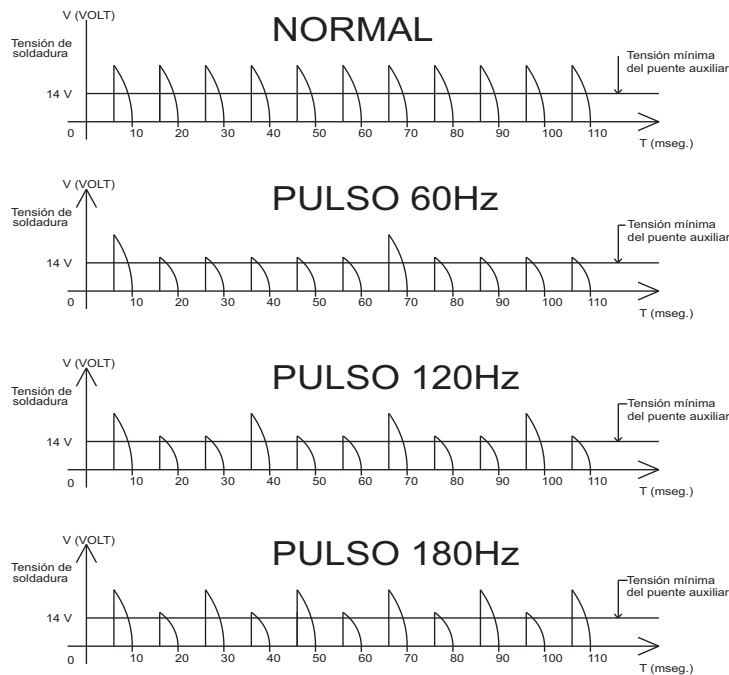 V (VOLT)
NORMAL
Tensión de
soldadura
Tensión mínima
del puente auxiliar
14 V
0
10 20 30 40 50 60 70 80 90 100 110
T (mseg.)
V (VOLT)
PULSO 60Hz
Tensión de
soldadura
Tensión mínima
del puente auxiliar
14 V
0
10 20 30 40 50 60 70 80 90 100 110
T (mseg.)
V (VOLT)
PULSO 120Hz
Tensión de
soldadura
Tensión mínima
del puente auxiliar
14 V
0
10 20 30 40 50 60 70 80 90 100 110
T (mseg.)
V (VOLT)
PULSO 180Hz
Tensión de
soldadura
Tensión mínima
del puente auxiliar
14 V
0
10 20 30 40 50 60 70 80 90 100 110
T (mseg.)